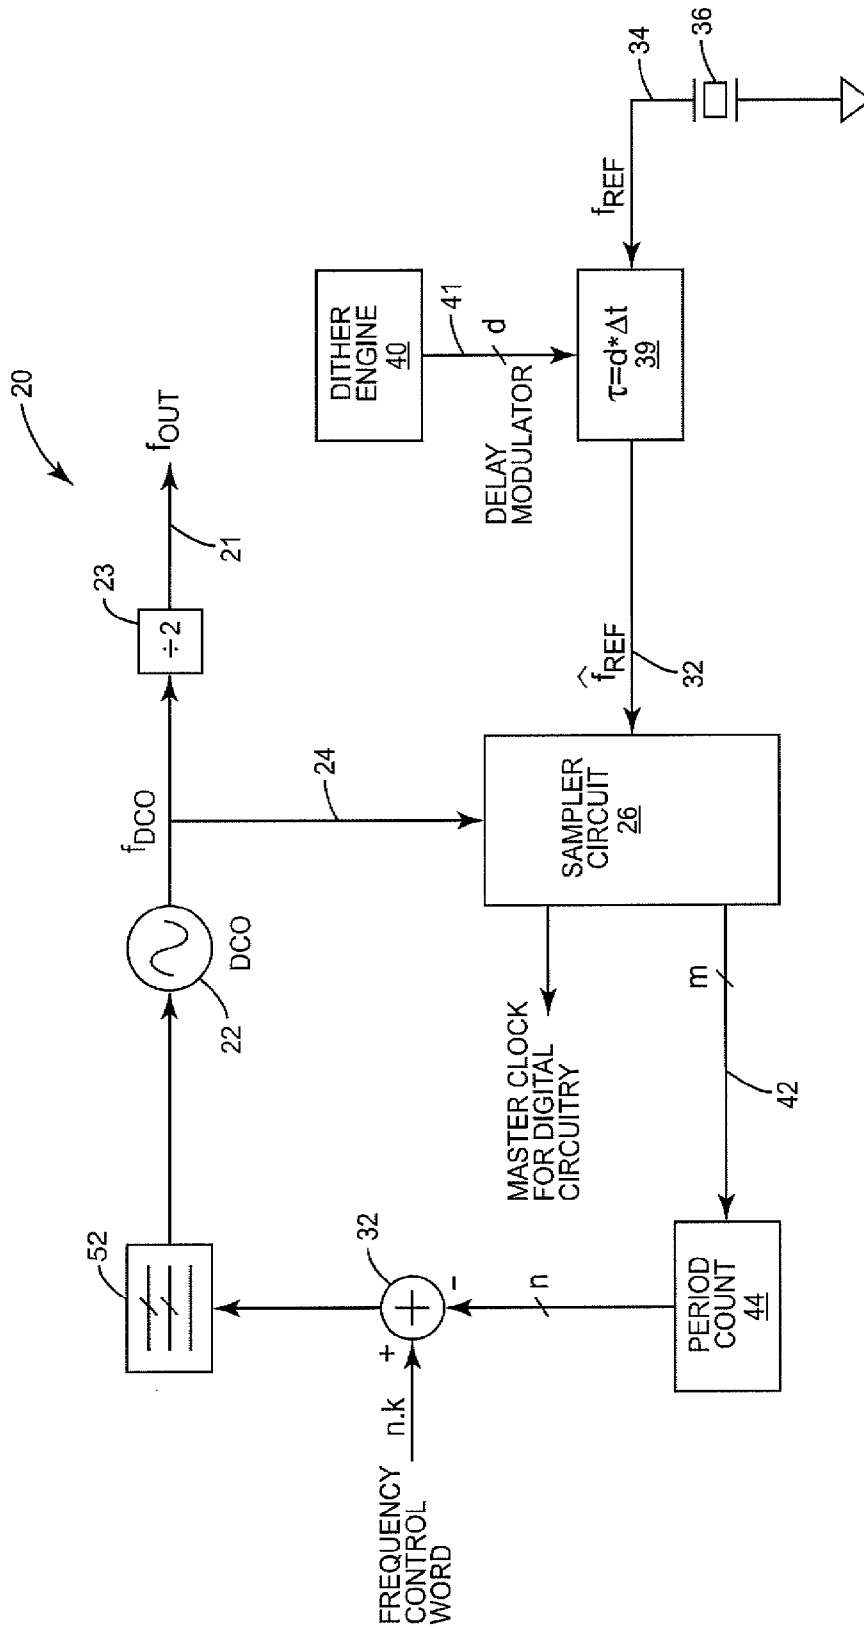 20
23
÷2
f_OUT
21
f_DCO
DCO
22
24
52
32
+
+
-
FREQUENCY
CONTROL
WORD
n.k
n
PERIOD
COUNT
44
m
42
MASTER CLOCK
FOR DIGITAL
CIRCUITRY
SAMPLER
CIRCUIT
26
f̂_REF
32
DITHER
ENGINE
40
41
d
DELAY
MODULATOR
τ=d*Δt
39
f_REF
34
36